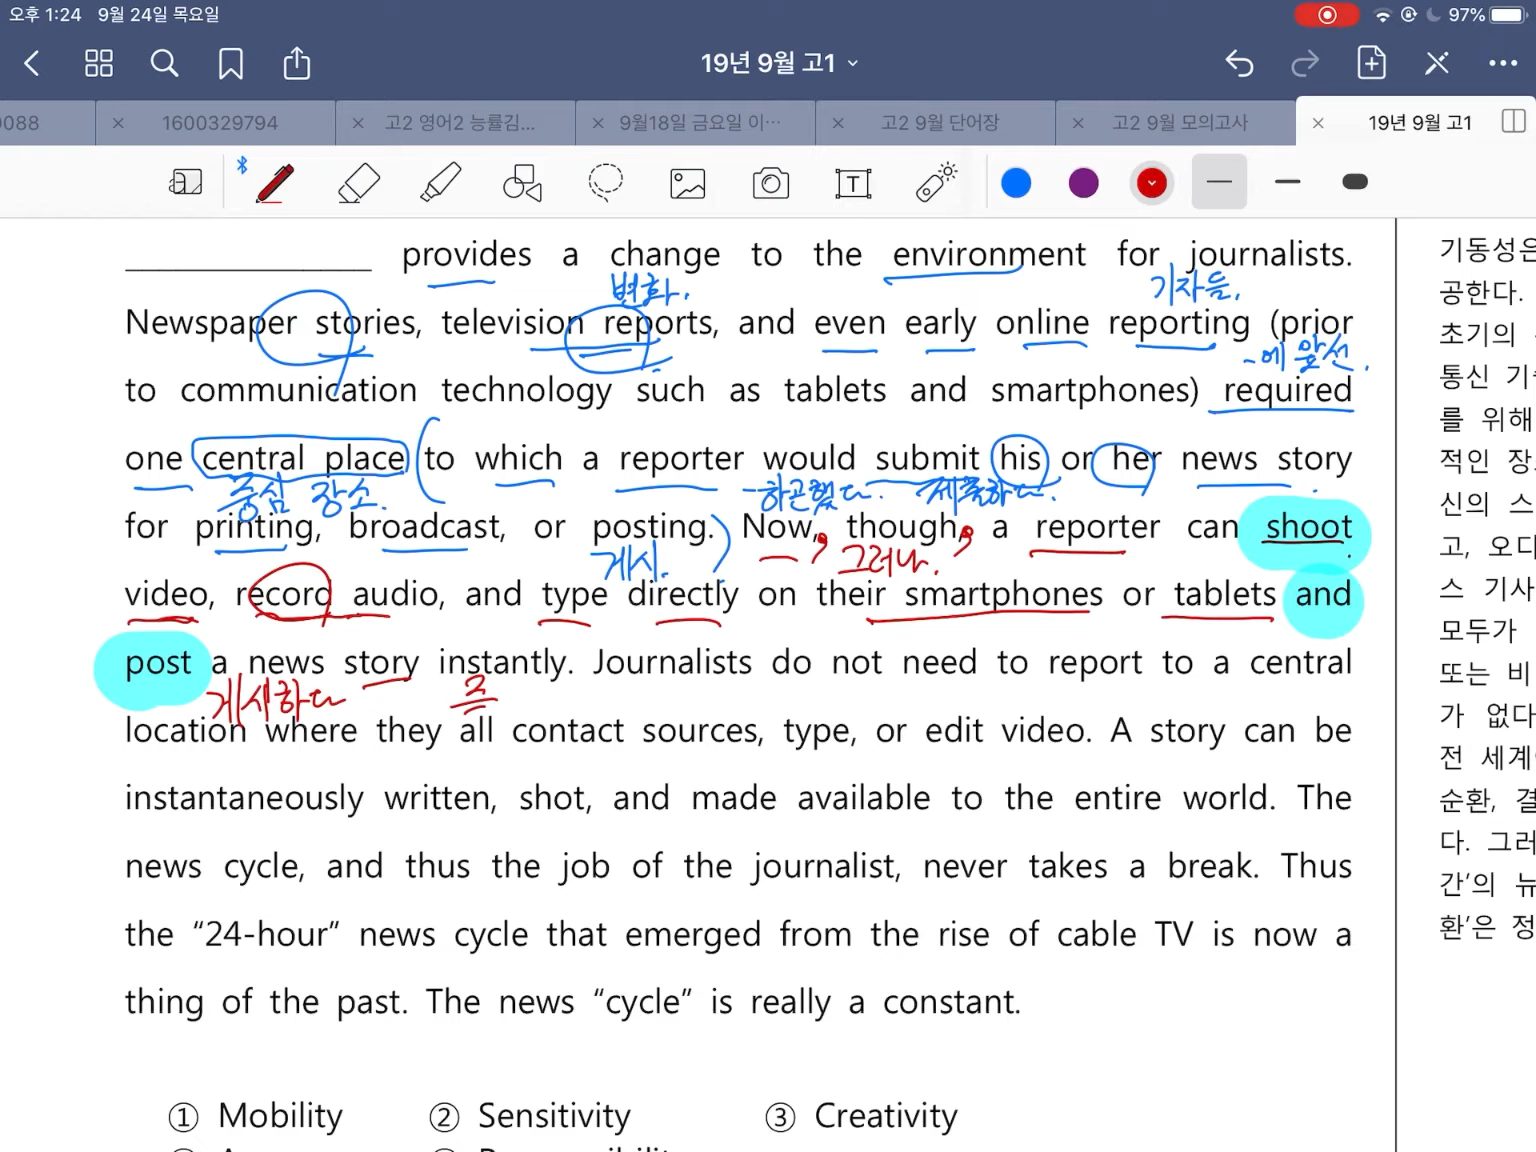 오후 1:24 9월 24일 목요일 97%
19년 9월 고1
0088 1600329794 고2 영어2 능률김... 9월18일 금요일 이... 고2 9월 단어장 고2 9월 모의고사 19년 9월 고1
provides a change to the environment for journalists.
변화. 기자들.
Newspaper stories, television reports, and even early online reporting (prior
~에 앞선.
to communication technology such as tablets and smartphones) required
one central place (to which a reporter would submit his or her news story
중심 장소. ~하곤했다. 제출하다.
for printing, broadcast, or posting.) Now, though, a reporter can shoot
게시. 그러나.
video, record audio, and type directly on their smartphones or tablets and
post a news story instantly. Journalists do not need to report to a central
게시하다 즉
location where they all contact sources, type, or edit video. A story can be
instantaneously written, shot, and made available to the entire world. The
news cycle, and thus the job of the journalist, never takes a break. Thus
the “24-hour” news cycle that emerged from the rise of cable TV is now a
thing of the past. The news “cycle” is really a constant.
① Mobility ② Sensitivity ③ Creativity
기동성은
공한다.
초기의
통신 기
를 위해
적인 장
신의 스
고, 오디
스 기사
모두가
또는 비
가 없다
전 세계
순환, 결
다. 그러
간’의 뉴
환’은 정